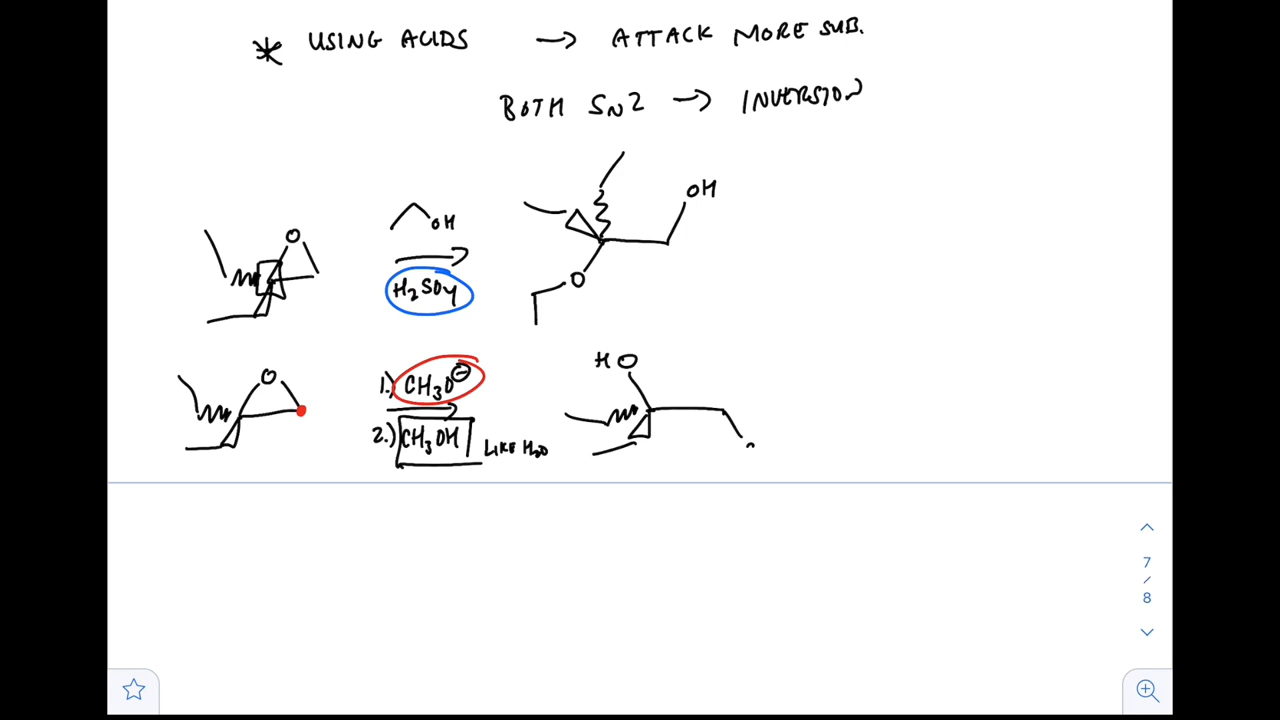 * USING ACIDS → ATTACK MORE SUB.
BOTH SN2 → INVERSION
OH
O
OH
H2SO4
O
HO
O
1.) CH3O⊖
2.) CH3OH LIKE H2O
7
/
8